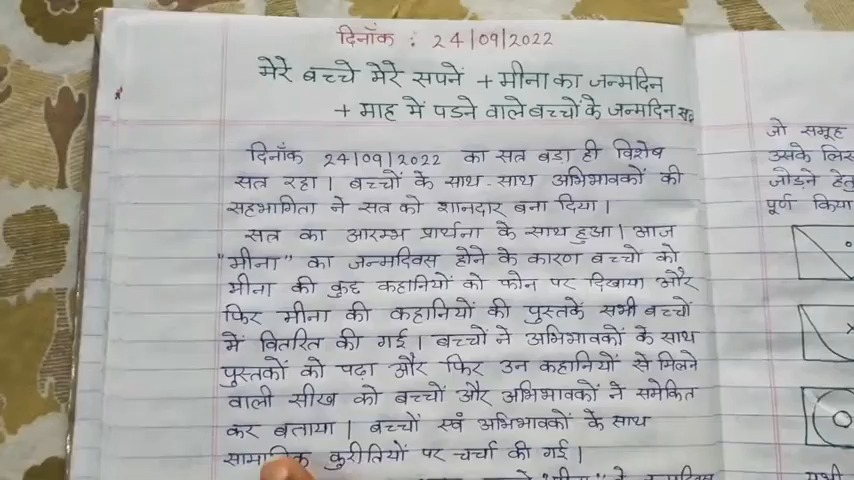 दिनाँक : 24/09/2022
मेरे बच्चे मेरे सपनें + मीना का जन्मदिन
+ माह में पडने वाले बच्चों के जन्मदिन सत्र
दिनाँक 24/09/2022 का सत्र बडा ही विशेष
सत्र रहा। बच्चों के साथ-साथ अभिभावकों की
सहभागिता ने सत्र को शानदार बना दिया।
सत्र का आरम्भ प्रार्थना के साथ हुआ। आज
"मीना" का जन्मदिवस होने के कारण बच्चों को
मीना की कुछ कहानियों को फोन पर दिखाया और
फिर मीना की कहानियों की पुस्तकें सभी बच्चों
में वितरित की गई। बच्चों ने अभिभावकों के साथ
पुस्तकों को पढ़ा और फिर उन कहानियों से मिलने
वाली सीख को बच्चों और अभिभावकों ने समेकित
कर बताया। बच्चों एवं अभिभावकों के साथ
सामाजिक कुरीतियों पर चर्चा की गई।
जो समूह
उसके लिए
जोडने हेतु
पूर्ण किया